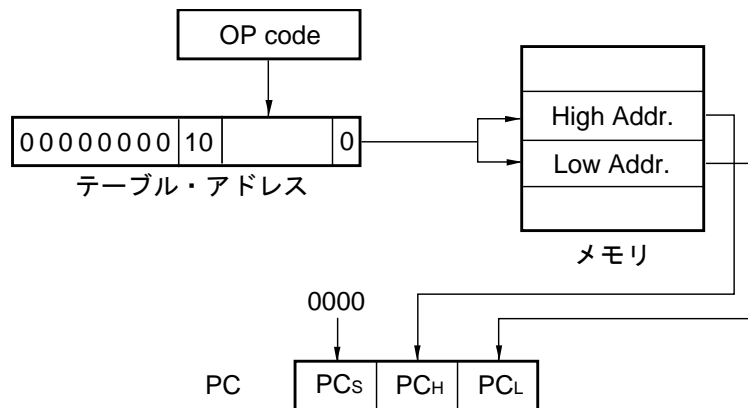 OP code
00000000 10 0
テーブル・アドレス
High Addr.
Low Addr.
メモリ
0000
PC PCS PCH PCL